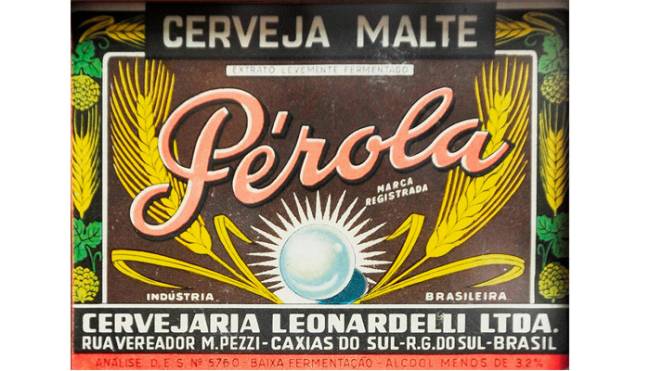 CERVEJA MALTE
EXTRATO LEVEMENTE FERMENTADO
Pérola
MARCA
REGISTRADA
INDÚSTRIA BRASILEIRA
CERVEJARIA LEONARDELLI LTDA.
RUA VEREADOR M. PEZZI - CAXIAS DO SUL - R.G. DO SUL - BRASIL
ANÁLISE D.E.S. Nº 5760 - BAIXA FERMENTAÇÃO - ALCOOL MENOS DE 3,2%